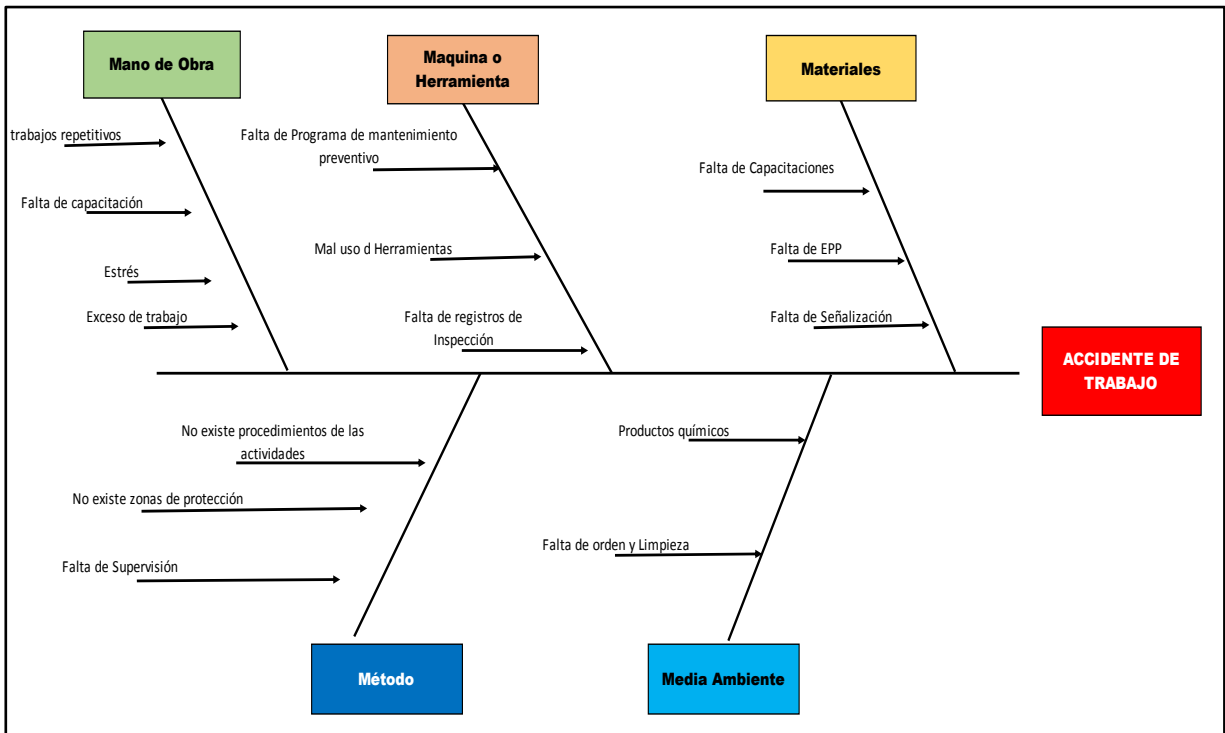 Mano de Obra
Maquina o
Herramienta
Materiales
trabajos repetitivos
Falta de capacitación
Estrés
Exceso de trabajo
Falta de Programa de mantenimiento
preventivo
Mal uso d Herramientas
Falta de registros de
Inspección
Falta de Capacitaciones
Falta de EPP
Falta de Señalización
ACCIDENTE DE
TRABAJO
No existe procedimientos de las
actividades
No existe zonas de protección
Falta de Supervisión
Productos químicos
Falta de orden y Limpieza
Método
Media Ambiente